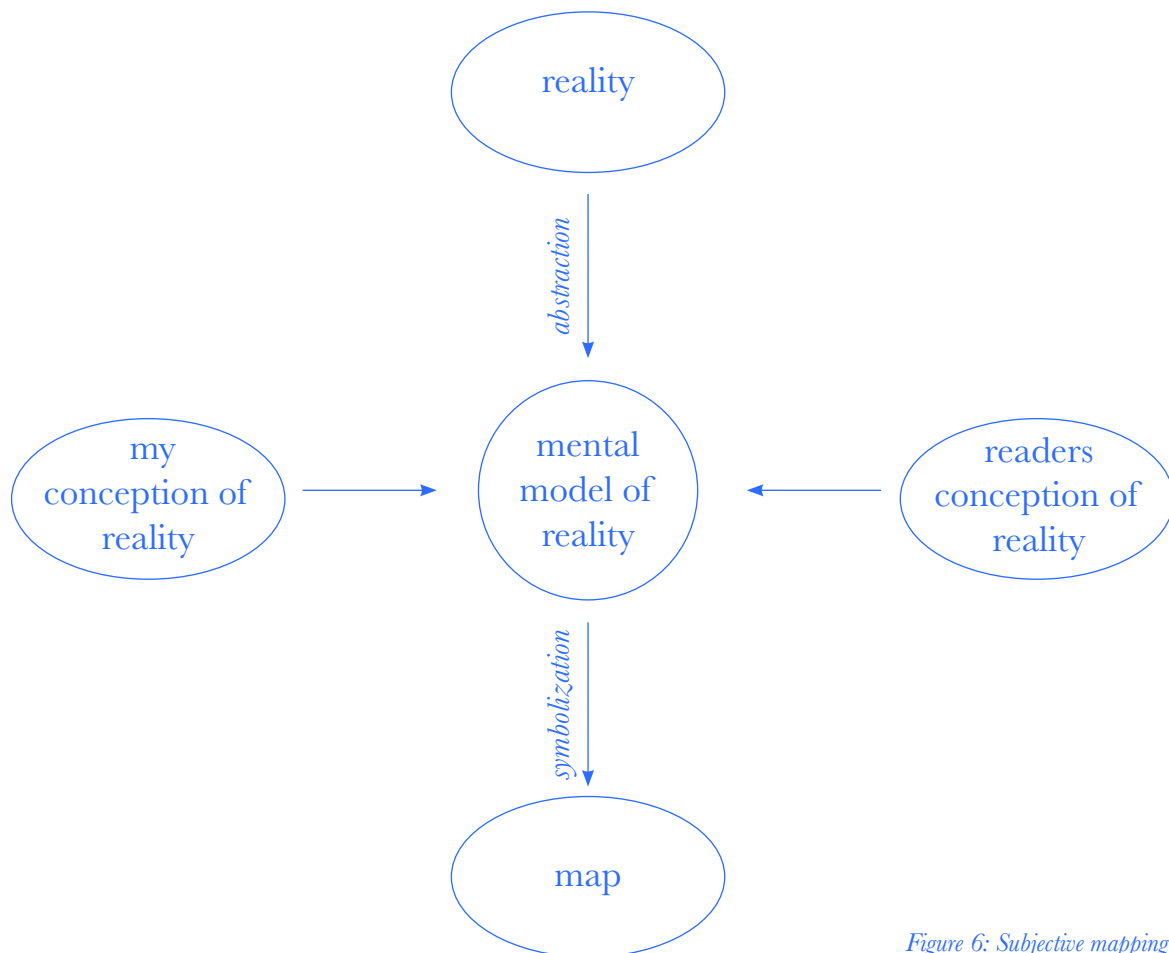 reality
abstraction
my
conception of
reality
mental
model of
reality
readers
conception of
reality
symbolization
map
Figure 6: Subjective mapping